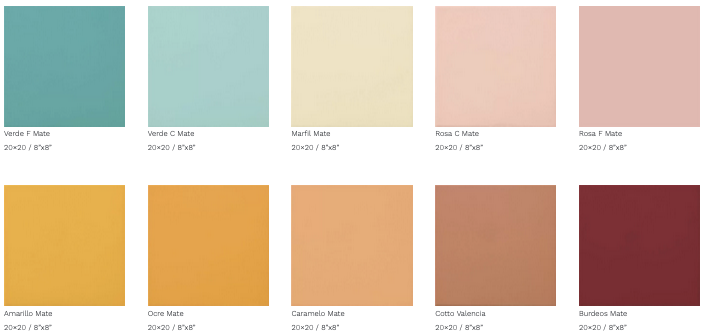 Verde F Mate
20×20 / 8"x8"
Verde C Mate
20×20 / 8"x8"
Marfil Mate
20×20 / 8"x8"
Rosa C Mate
20×20 / 8"x8"
Rosa F Mate
20×20 / 8"x8"
Amarillo Mate
20×20 / 8"x8"
Ocre Mate
20×20 / 8"x8"
Caramelo Mate
20×20 / 8"x8"
Cotto Valencia
20×20 / 8"x8"
Burdeos Mate
20×20 / 8"x8"